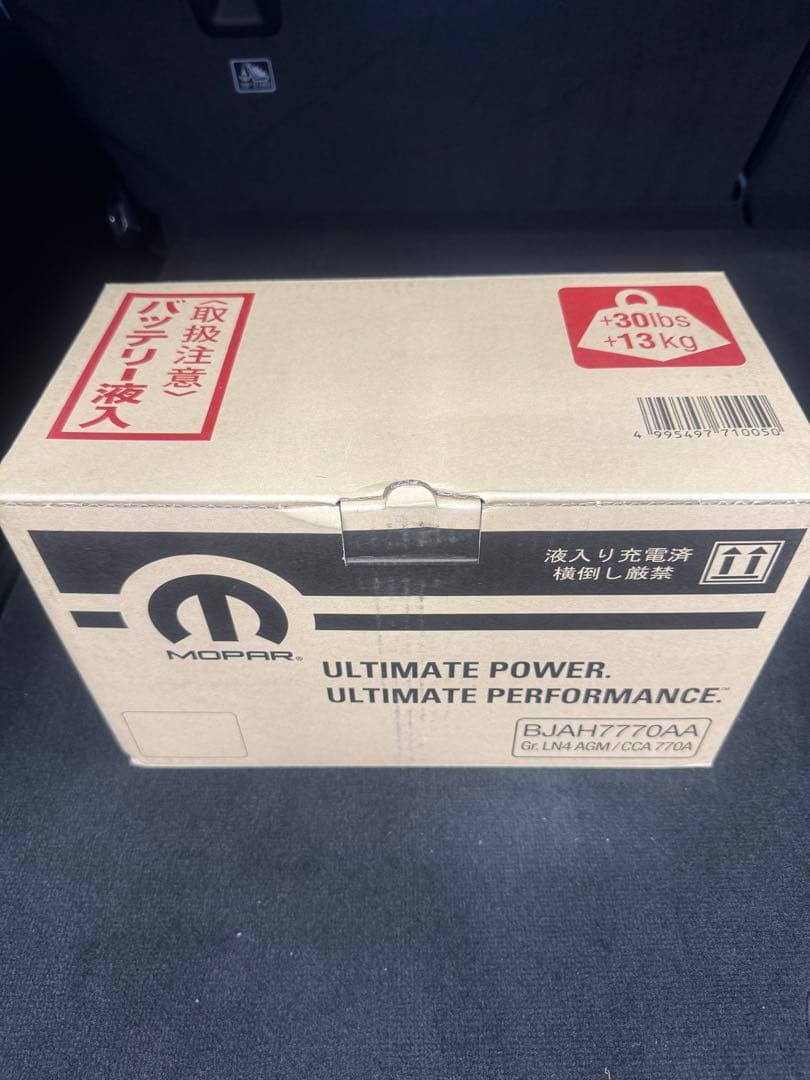 〈取扱注意〉
バッテリー液入
+30lbs
+13kg
4 995497 710050
液入り充電済
横倒し厳禁
MOPAR®
ULTIMATE POWER.
ULTIMATE PERFORMANCE.™
BJAH7770AA
Gr. LN4 AGM / CCA 770A